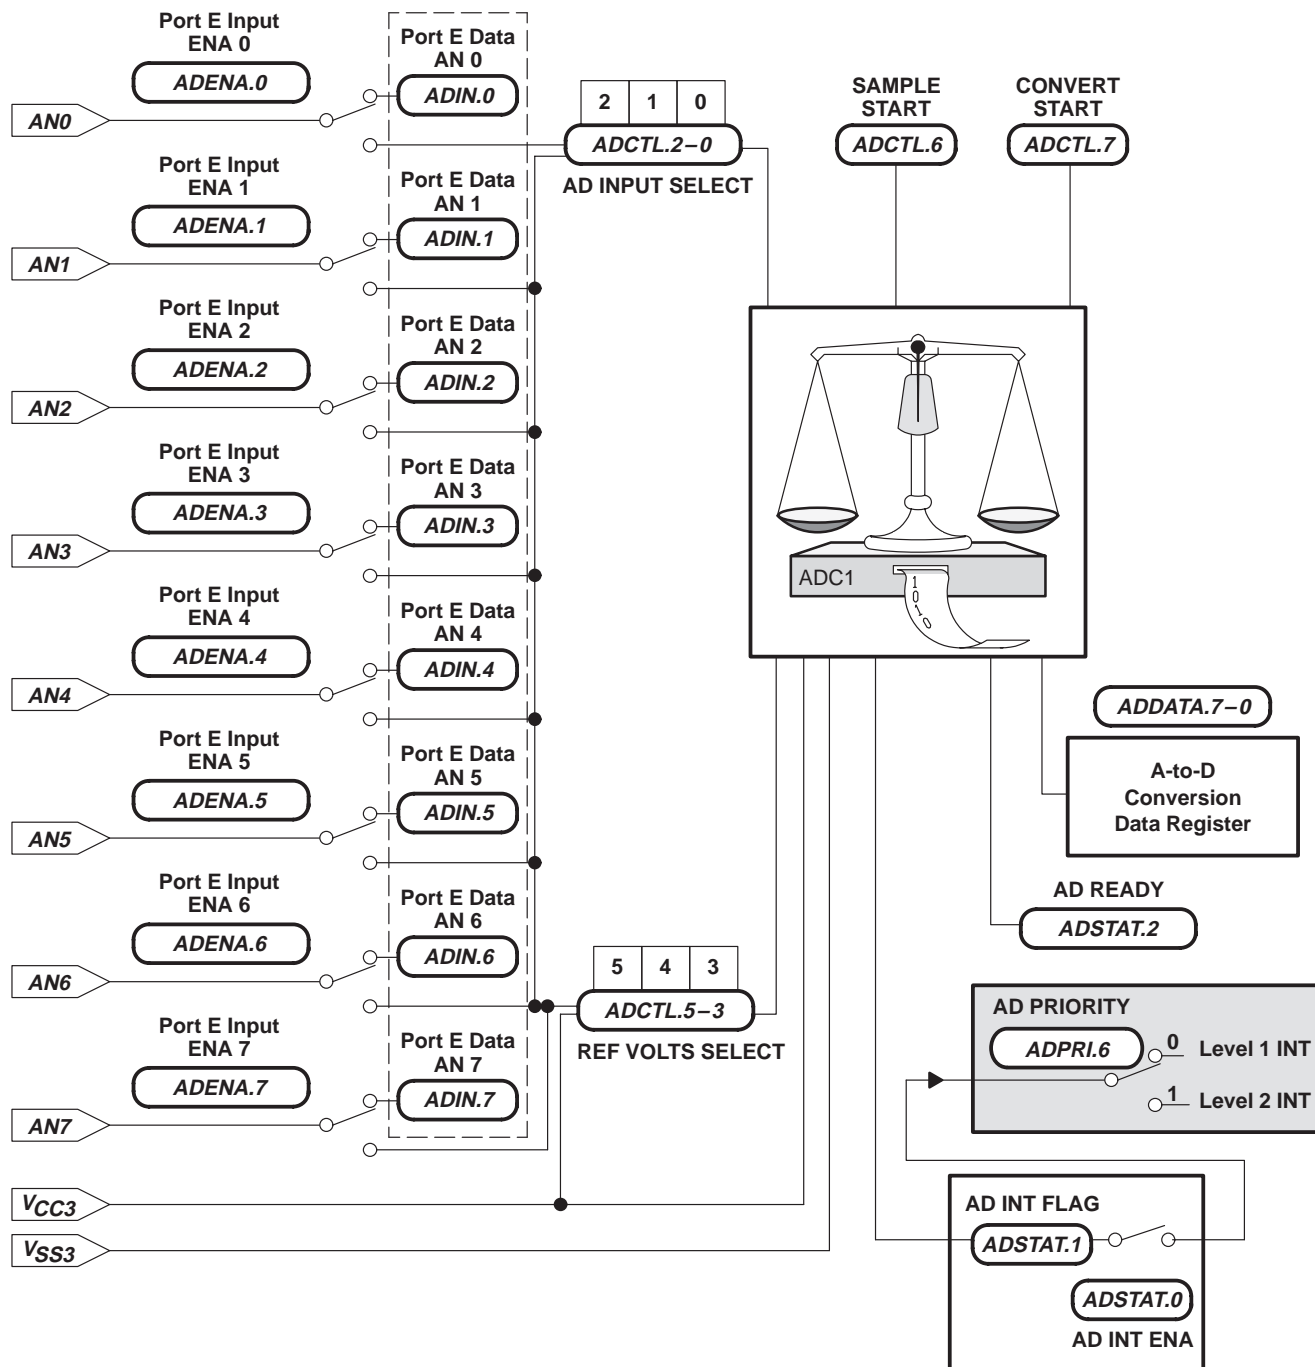 Port E Input
ENA 0
ADENA.0
AN0
Port E Data
AN 0
ADIN.0
Port E Input
ENA 1
ADENA.1
AN1
Port E Data
AN 1
ADIN.1
Port E Input
ENA 2
ADENA.2
AN2
Port E Data
AN 2
ADIN.2
Port E Input
ENA 3
ADENA.3
AN3
Port E Data
AN 3
ADIN.3
Port E Input
ENA 4
ADENA.4
AN4
Port E Data
AN 4
ADIN.4
Port E Input
ENA 5
ADENA.5
AN5
Port E Data
AN 5
ADIN.5
Port E Input
ENA 6
ADENA.6
AN6
Port E Data
AN 6
ADIN.6
Port E Input
ENA 7
ADENA.7
AN7
Port E Data
AN 7
ADIN.7
VCC3
VSS3
2 1 0
ADCTL.2–0
AD INPUT SELECT
SAMPLE
START
ADCTL.6
CONVERT
START
ADCTL.7
ADC1
1
0
1
0
ADDATA.7–0
A-to-D
Conversion
Data Register
AD READY
ADSTAT.2
5 4 3
ADCTL.5–3
REF VOLTS SELECT
AD PRIORITY
ADPRI.6
0 Level 1 INT
1 Level 2 INT
AD INT FLAG
ADSTAT.1
ADSTAT.0
AD INT ENA